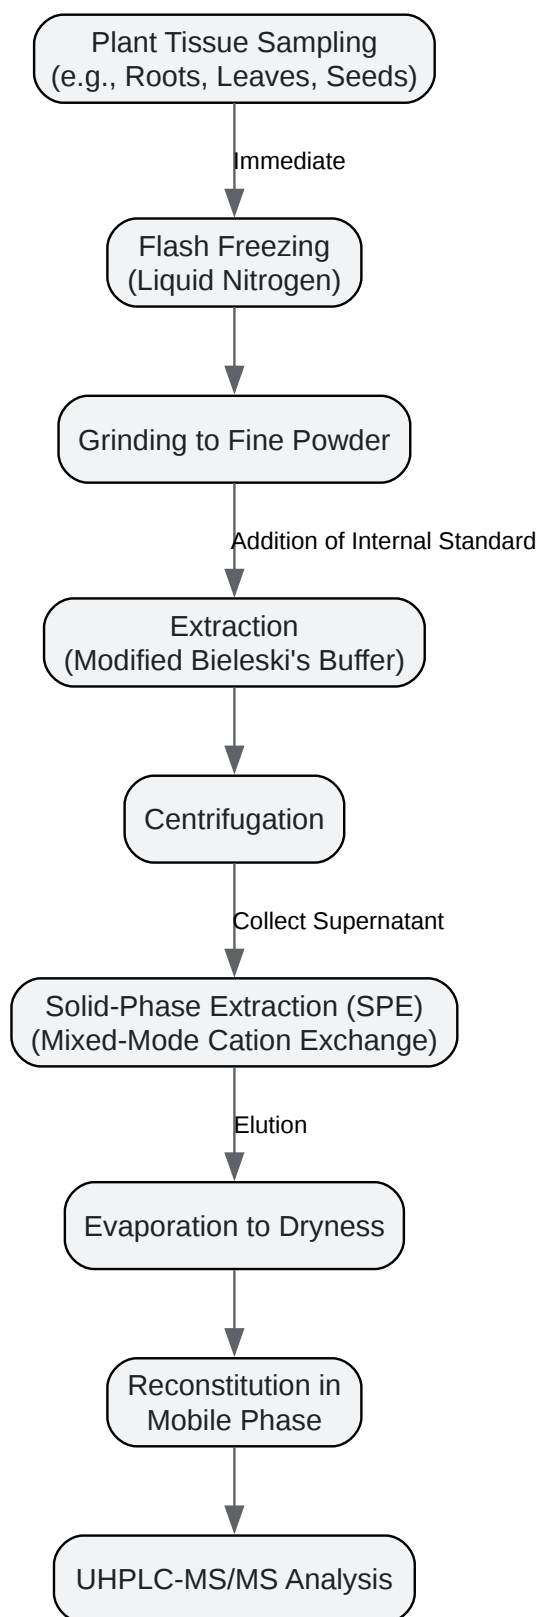 Plant Tissue Sampling
(e.g., Roots, Leaves, Seeds)
Immediate
Flash Freezing
(Liquid Nitrogen)
Grinding to Fine Powder
Addition of Internal Standard
Extraction
(Modified Bieleski's Buffer)
Centrifugation
Collect Supernatant
Solid-Phase Extraction (SPE)
(Mixed-Mode Cation Exchange)
Elution
Evaporation to Dryness
Reconstitution in
Mobile Phase
UHPLC-MS/MS Analysis